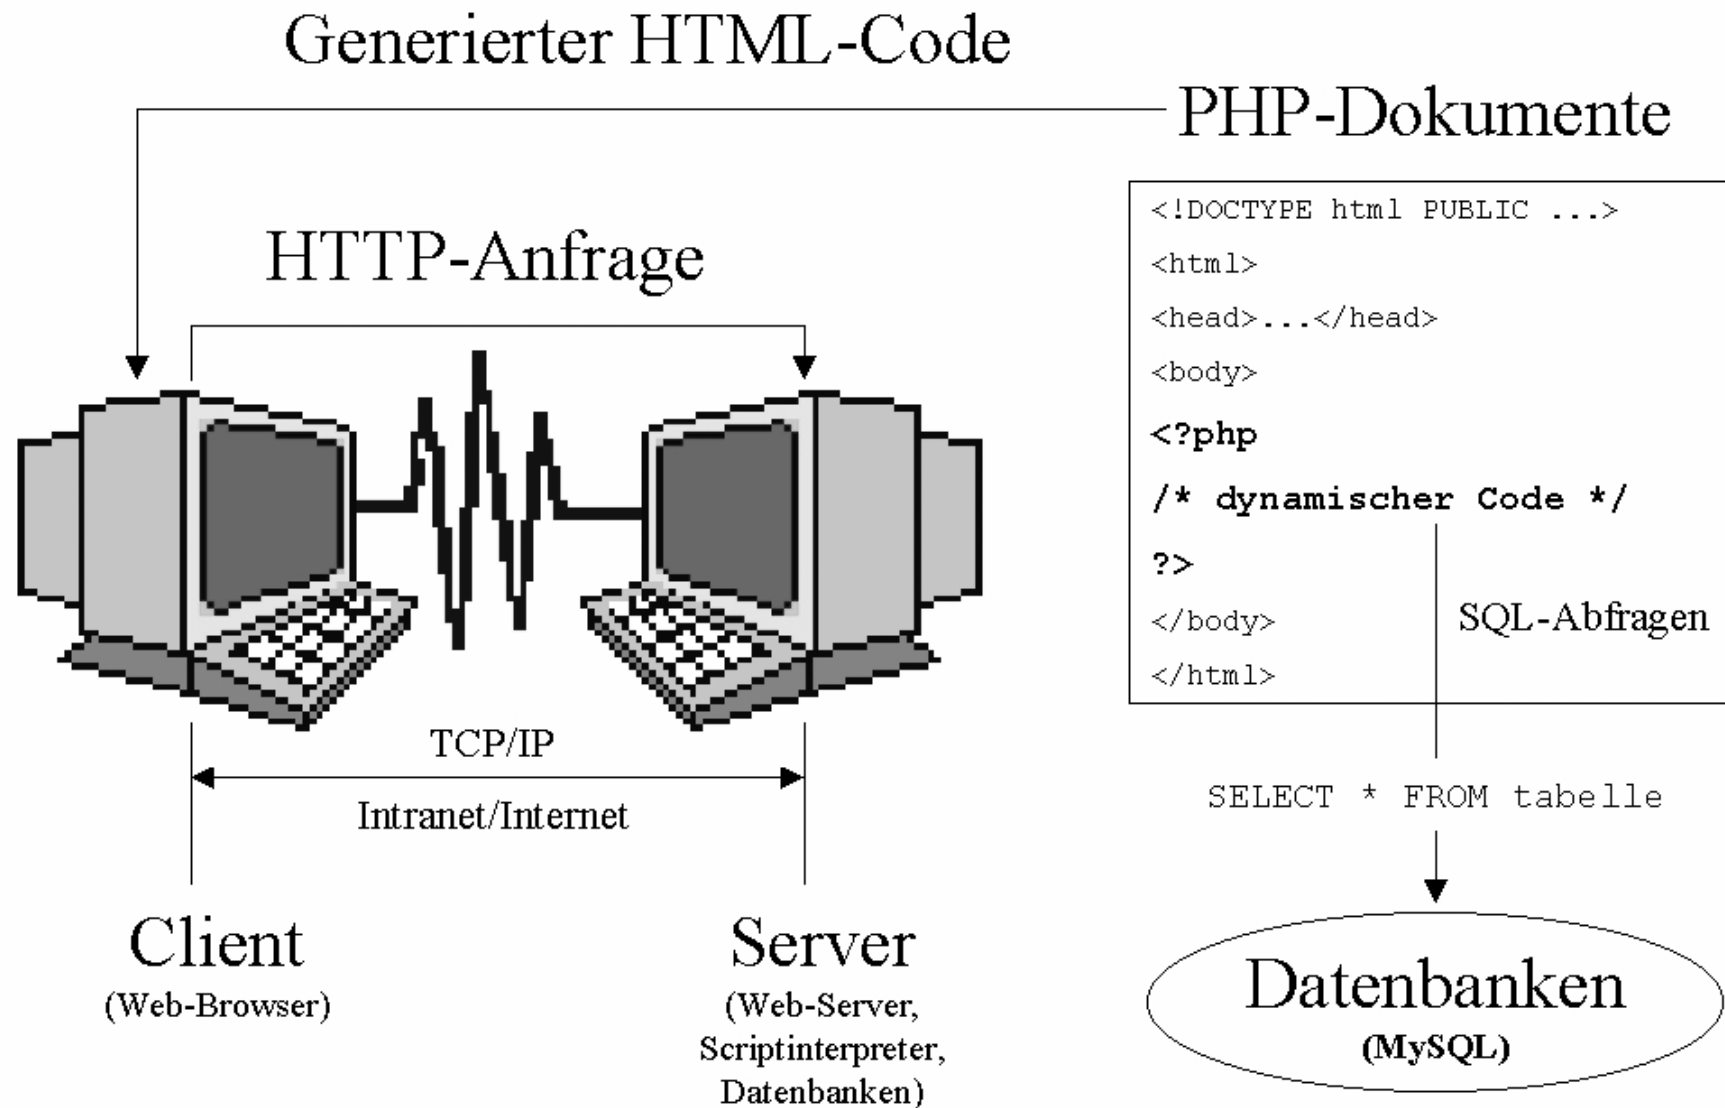 Generierter HTML-Code
PHP-Dokumente
HTTP-Anfrage
<!DOCTYPE html PUBLIC ...>
<html>
<head>...</head>
<body>
<?php
/* dynamischer Code */
?>
</body>
</html>
SQL-Abfragen
TCP/IP
Intranet/Internet
SELECT * FROM tabelle
Client
(Web-Browser)
Server
(Web-Server,
Scriptinterpreter,
Datenbanken)
Datenbanken
(MySQL)